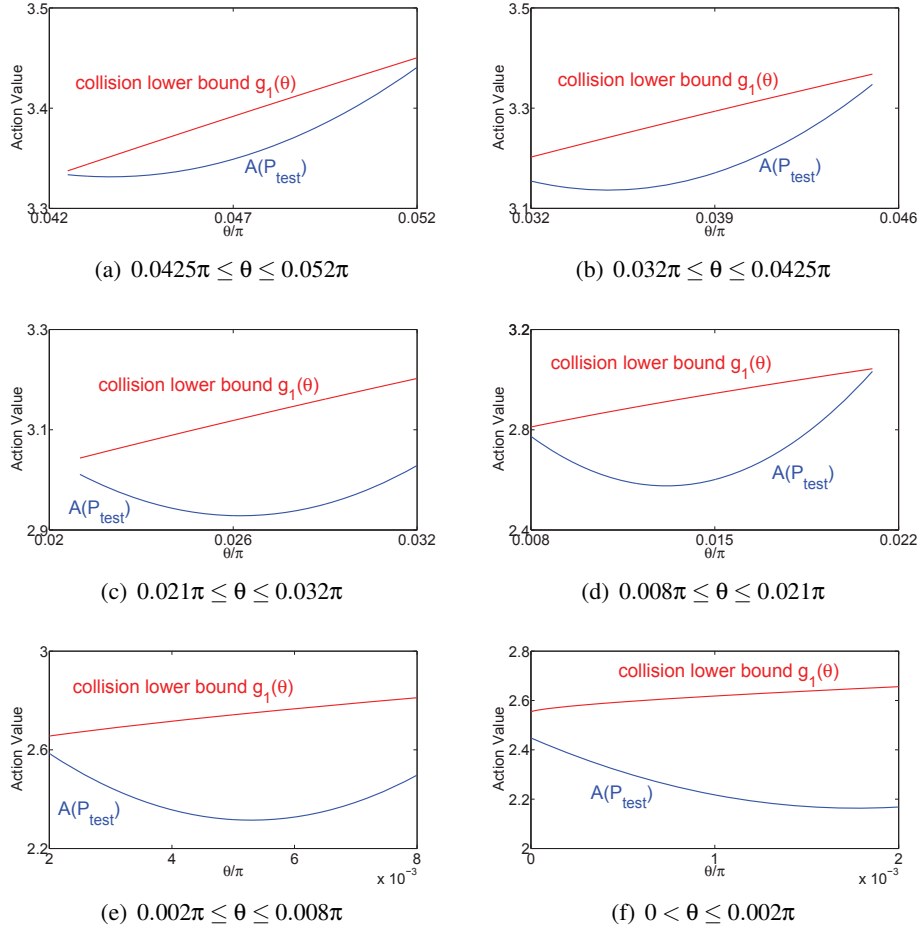 3.5
collision lower bound g1(θ)
3.4
Action Value
A(Ptest)
3.3
0.042 0.047 0.052
θ/π
(a) 0.0425π ≤ θ ≤ 0.052π
collision lower bound g1(θ)
3.3
Action Value
A(Ptest)
3.1
0.032 0.039 0.046
θ/π
(b) 0.032π ≤ θ ≤ 0.0425π
3.3
collision lower bound g1(θ)
3.1
Action Value
A(Ptest)
2.9
0.02 0.026 0.032
θ/π
(c) 0.021π ≤ θ ≤ 0.032π
3.2
collision lower bound g1(θ)
2.8
Action Value
A(Ptest)
2.4
0.008 0.015 0.022
θ/π
(d) 0.008π ≤ θ ≤ 0.021π
3
collision lower bound g1(θ)
2.6
Action Value
A(Ptest)
2.2
2 4 6 8
θ/π
x 10-3
(e) 0.002π ≤ θ ≤ 0.008π
2.8
collision lower bound g1(θ)
2.6
2.4
Action Value
A(Ptest)
2.2
2
0 1 2
θ/π
x 10-3
(f) 0 < θ ≤ 0.002π